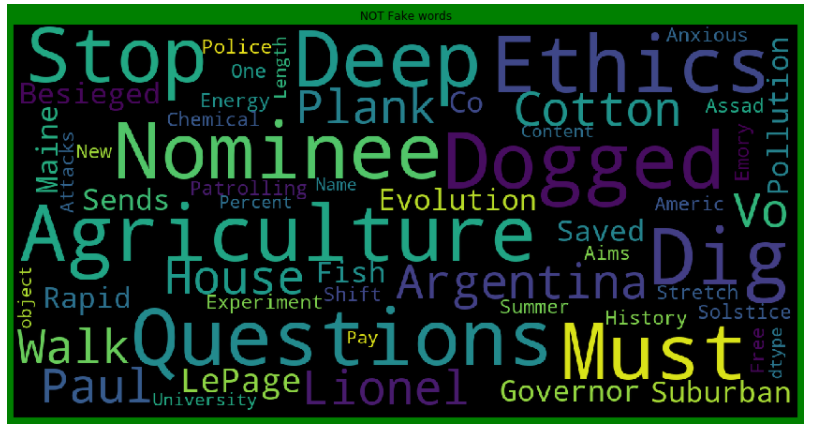 NOT Fake words
Stop
Police
One
Length
Deep
Ethics
Anxious
Besieged
Energy
Plank
Co
Cotton
Assad
Pollution
Chemical
Content
Maine
Attacks
New
Nominee
Dogged
Emory
Patrolling
Name
Sends
Percent
Evolution
Americ
Vo
Agriculture
Saved
Aims
Dig
House
Fish
Argentina
object
Rapid
Experiment
Shift
Stretch
Summer
Solstice
History
Walk
Questions
Pay
Must
Free
dtype
Paul
University
LePage
Lionel
Governor
Suburban